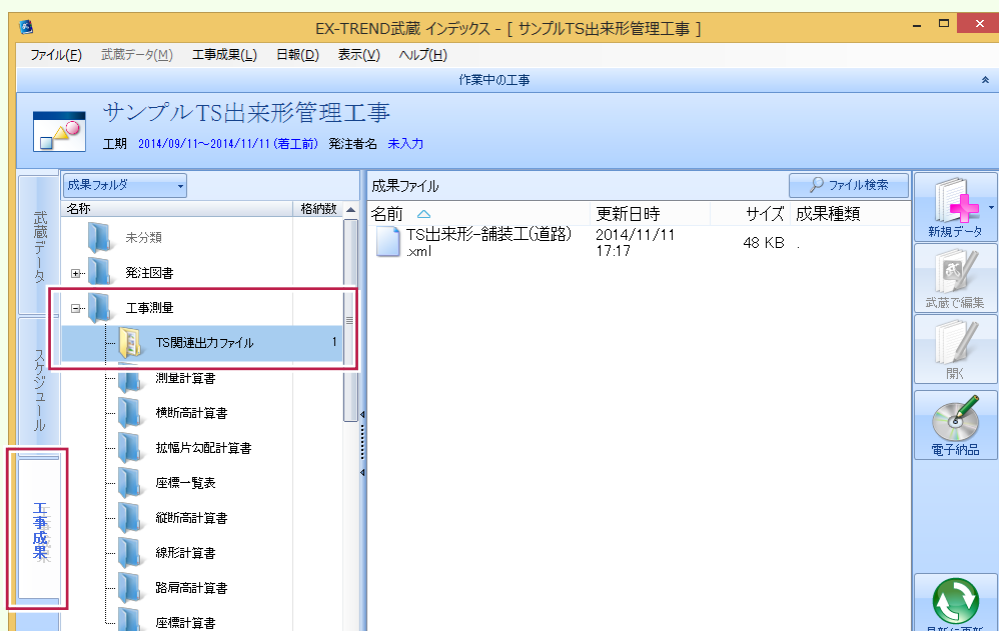 EX-TREND武蔵 インデックス - [ サンプルTS出来形管理工事 ]
ファイル(F) 武蔵データ(M) 工事成果(L) 日報(D) 表示(V) ヘルプ(H)
作業中の工事
サンプルTS出来形管理工事
工期 2014/09/11～2014/11/11 (着工前) 発注者名 未入力
武蔵データ
スケジュール
工事成果
成果フォルダ
名称 格納数
未分類
発注図書
工事測量
TS関連出力ファイル 1
測量計算書
横断高計算書
拡幅片勾配計算書
座標一覧表
縦断高計算書
線形計算書
路肩高計算書
座標計算書
成果ファイル ファイル検索
名前 更新日時 サイズ 成果種類
TS出来形-舗装工(道路) 2014/11/11 48 KB .
.xml 17:17
新規データ
武蔵で編集
開く
電子納品
最新に更新